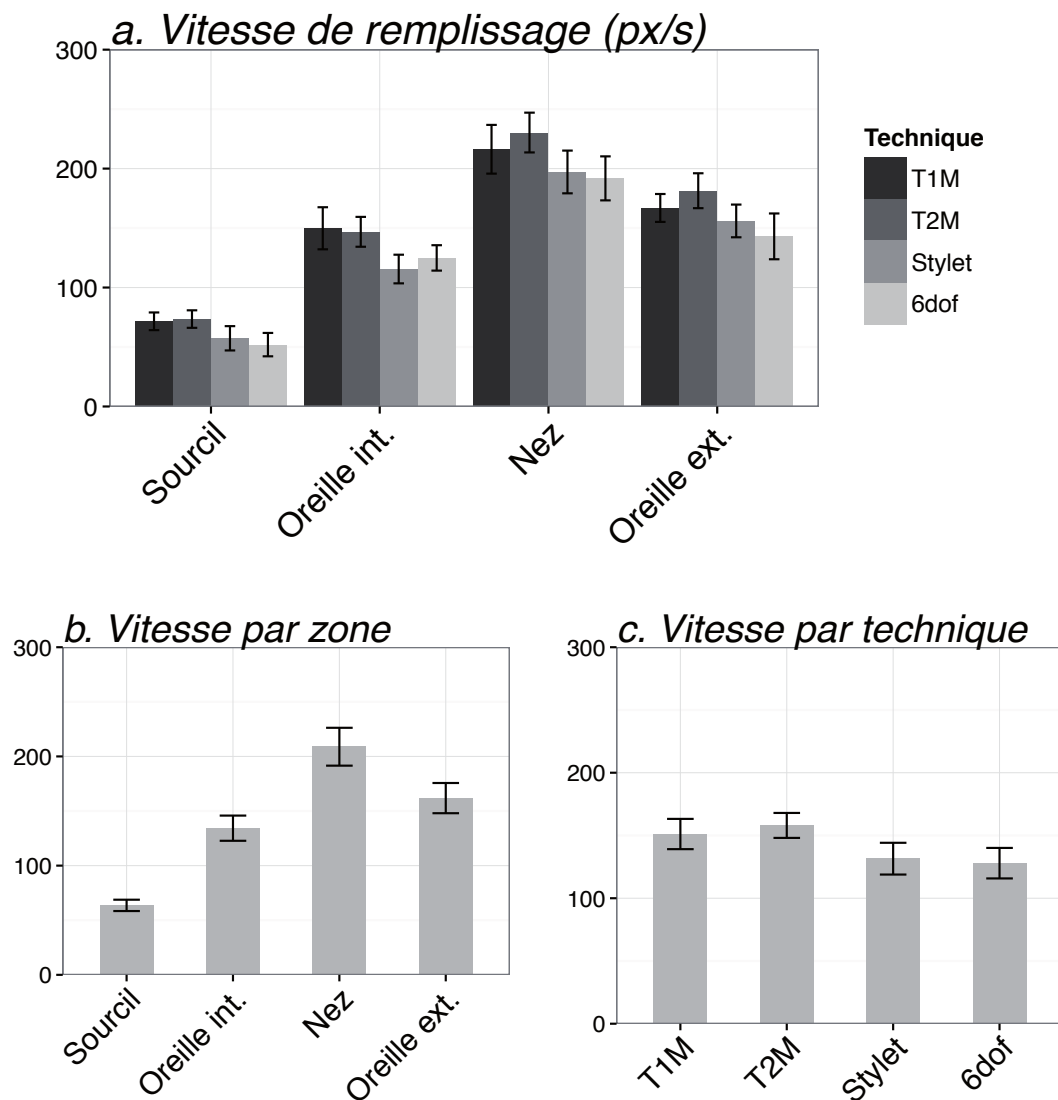 a. Vitesse de remplissage (px/s)
300
200
100
0
Sourcil
Oreille int.
Nez
Oreille ext.
Technique
T1M
T2M
Stylet
6dof
b. Vitesse par zone
300
200
100
0
Sourcil
Oreille int.
Nez
Oreille ext.
c. Vitesse par technique
300
200
100
0
T1M
T2M
Stylet
6dof